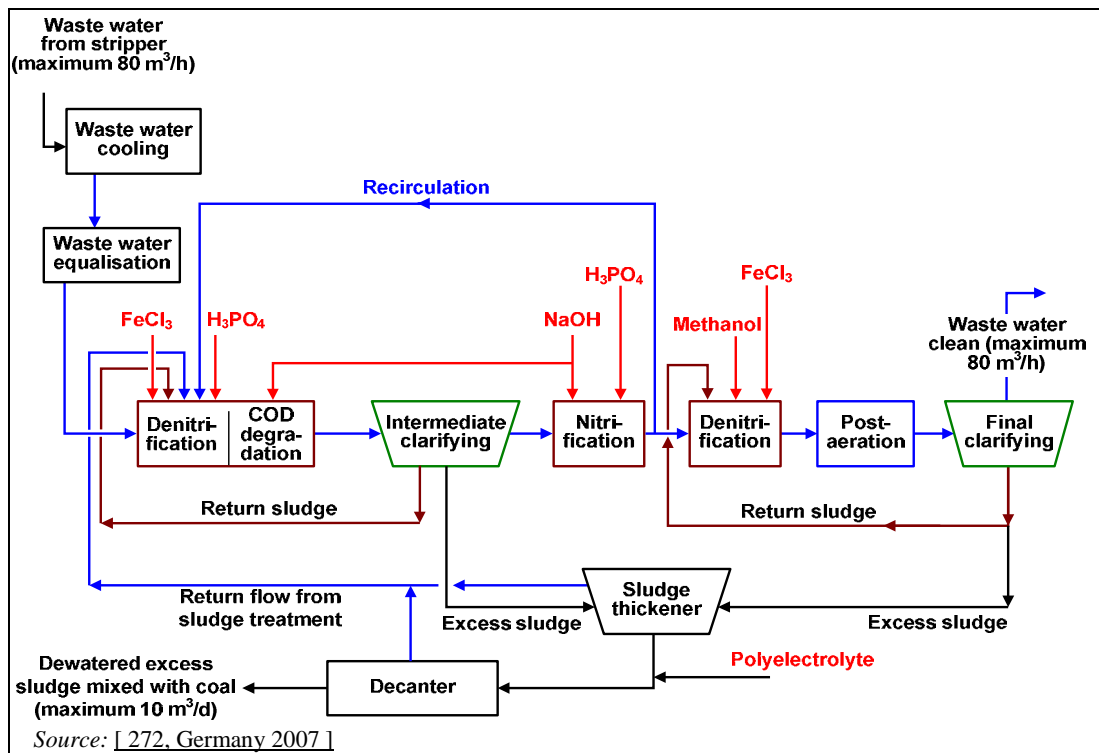 Waste water
from stripper
(maximum 80 m³/h)
Waste water
cooling
Recirculation
Waste water
equalisation
FeCl₃
H₃PO₄
NaOH
H₃PO₄
Methanol
FeCl₃
Waste water
clean (maximum
80 m³/h)
Denitri-
fication
COD
degra-
dation
Intermediate
clarifying
Nitri-
fication
Denitri-
fication
Post-
aeration
Final
clarifying
Return sludge
Return sludge
Return flow from
sludge treatment
Excess sludge
Sludge
thickener
Excess sludge
Polyelectrolyte
Dewatered excess
sludge mixed with coal
(maximum 10 m³/d)
Decanter
Source: [ 272, Germany 2007 ]